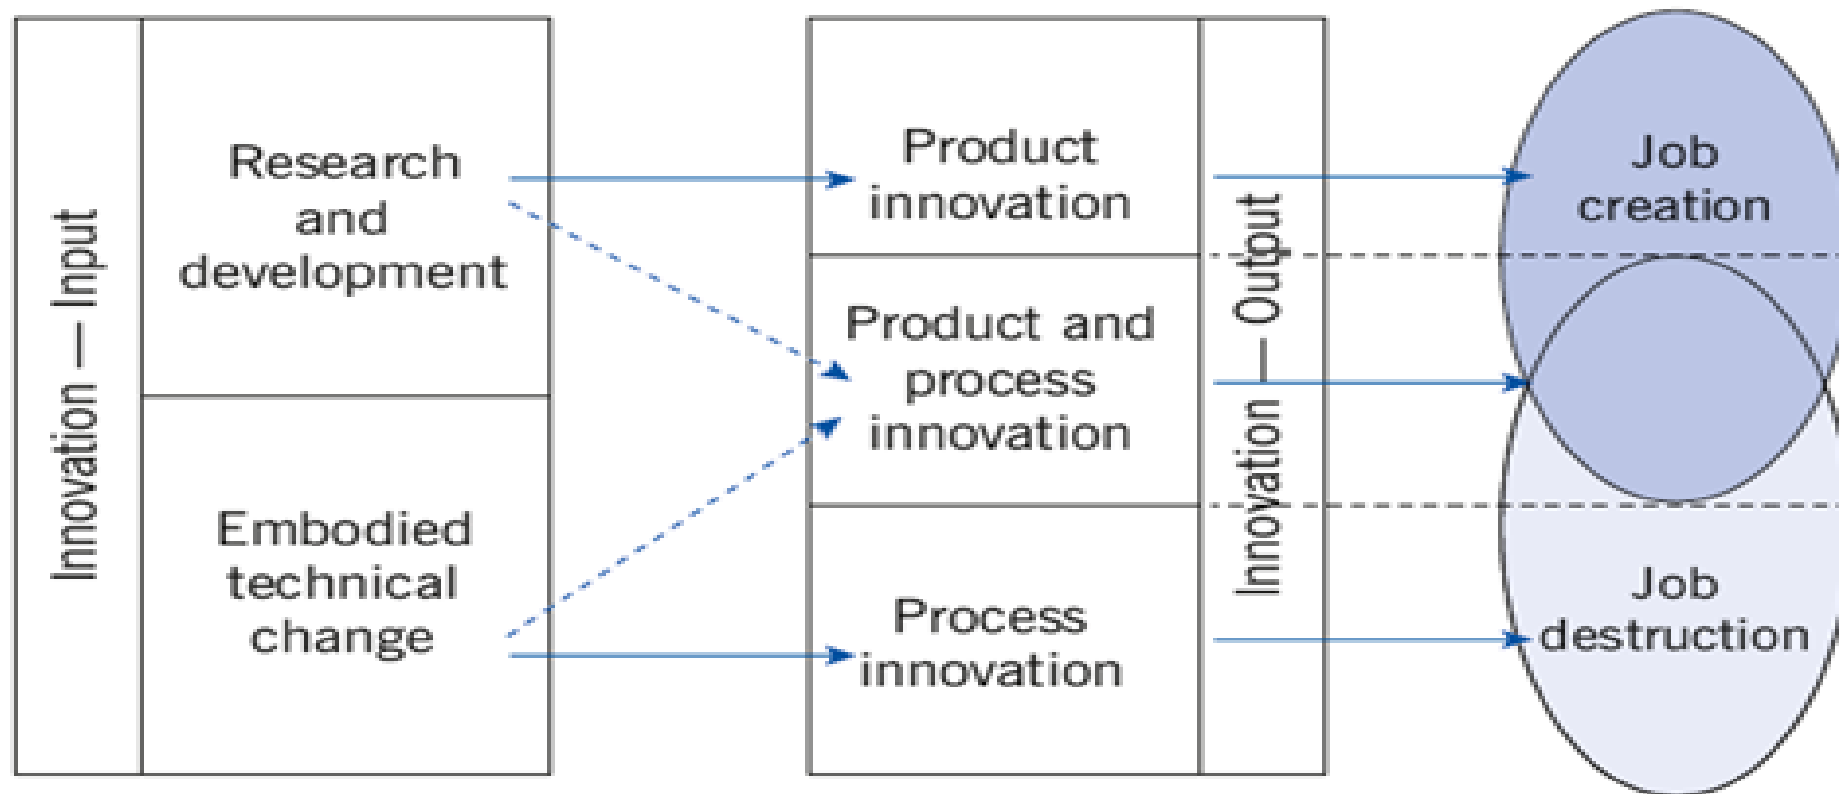 Innovation — Input
Research
and
development
Embodied
technical
change
Product
innovation
Product and
process
innovation
Process
innovation
Innovation — Output
Job
creation
Job
destruction